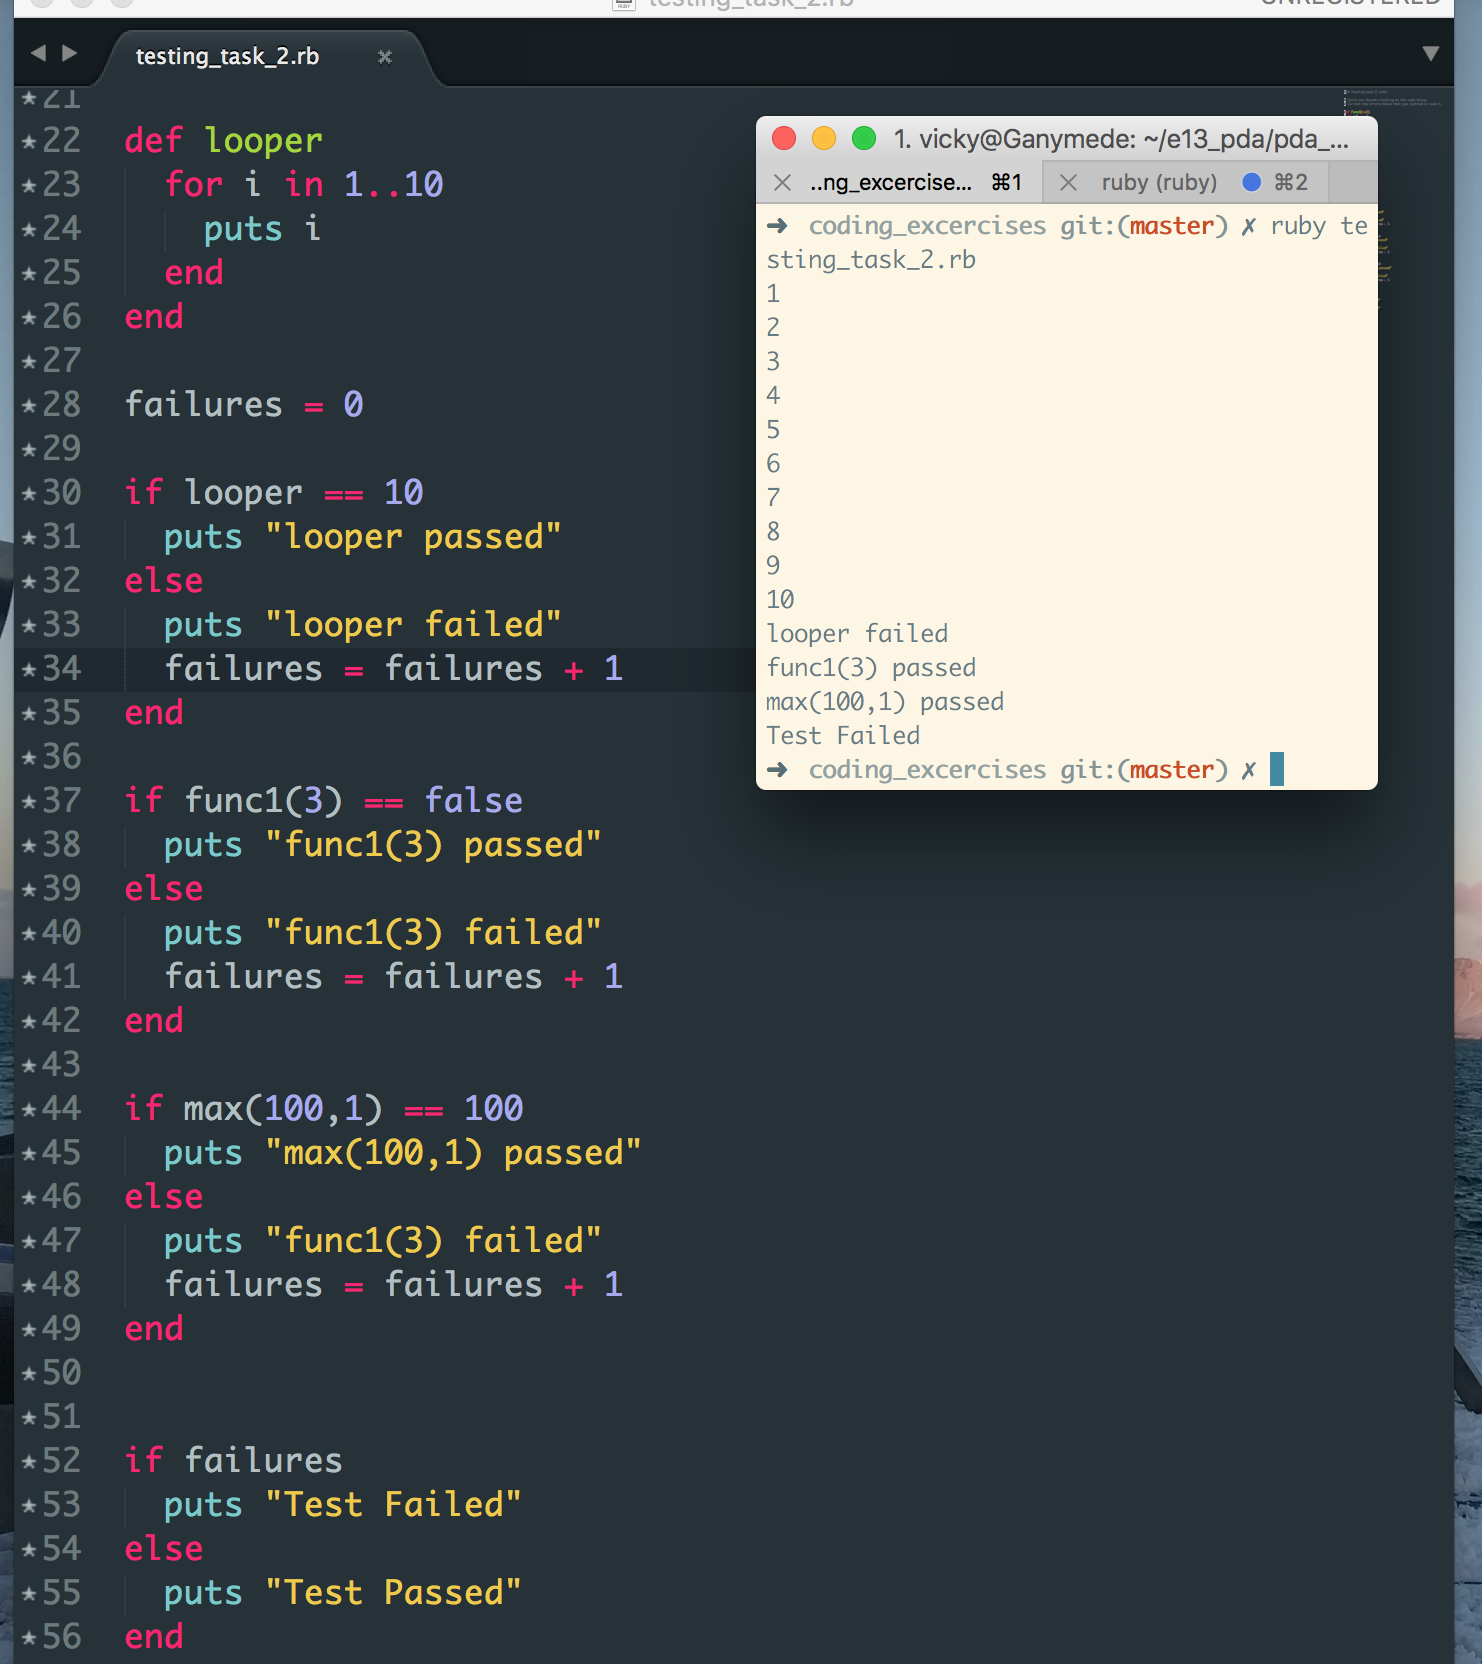 testing_task_2.rb
UNREGISTERED
testing_task_2.rb
21
22 def looper
23 for i in 1..10
24 puts i
25 end
26 end
27
28 failures = 0
29
30 if looper == 10
31 puts "looper passed"
32 else
33 puts "looper failed"
34 failures = failures + 1
35 end
36
37 if func1(3) == false
38 puts "func1(3) passed"
39 else
40 puts "func1(3) failed"
41 failures = failures + 1
42 end
43
44 if max(100,1) == 100
45 puts "max(100,1) passed"
46 else
47 puts "func1(3) failed"
48 failures = failures + 1
49 end
50
51
52 if failures
53 puts "Test Failed"
54 else
55 puts "Test Passed"
56 end
1. vicky@Ganymede: ~/e13_pda/pda_...
..ng_excercise... ⌘1 ruby (ruby) ⌘2
➜ coding_excercises git:(master) ✗ ruby te
sting_task_2.rb
1
2
3
4
5
6
7
8
9
10
looper failed
func1(3) passed
max(100,1) passed
Test Failed
➜ coding_excercises git:(master) ✗